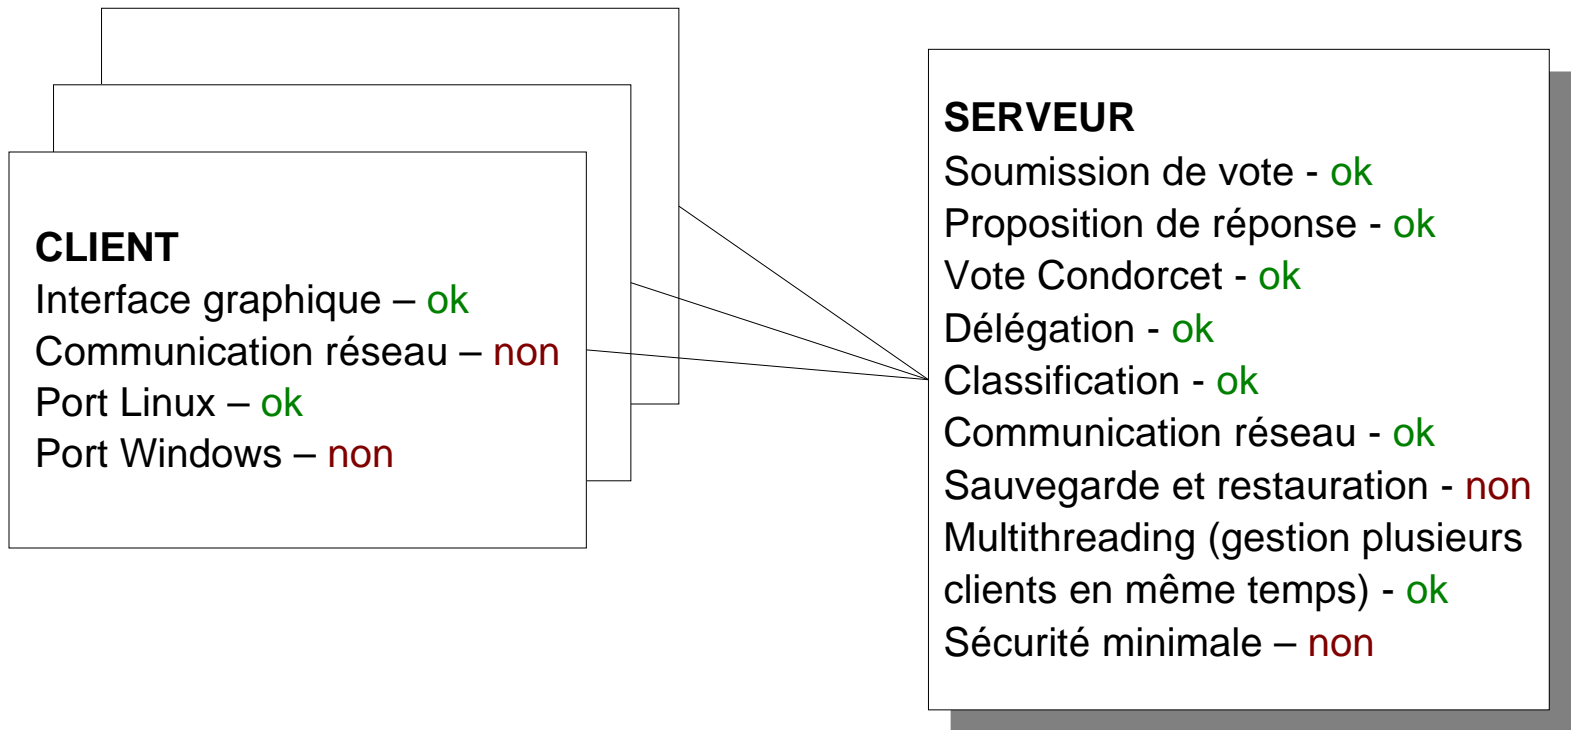 CLIENT
Interface graphique – ok
Communication réseau – non
Port Linux – ok
Port Windows – non
SERVEUR
Soumission de vote - ok
Proposition de réponse - ok
Vote Condorcet - ok
Délégation - ok
Classification - ok
Communication réseau - ok
Sauvegarde et restauration - non
Multithreading (gestion plusieurs
clients en même temps) - ok
Sécurité minimale – non